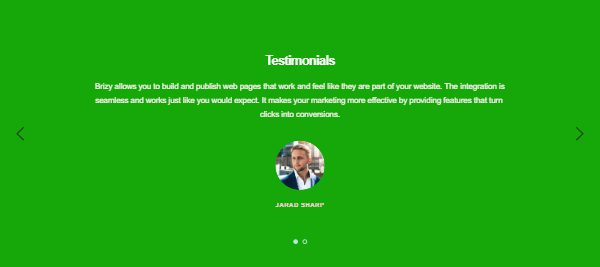 Testimonials
Brizy allows you to build and publish web pages that work and feel like they are part of your website. The integration is
seamless and works just like you would expect. It makes your marketing more effective by providing features that turn
clicks into conversions.
JARAD SHARP